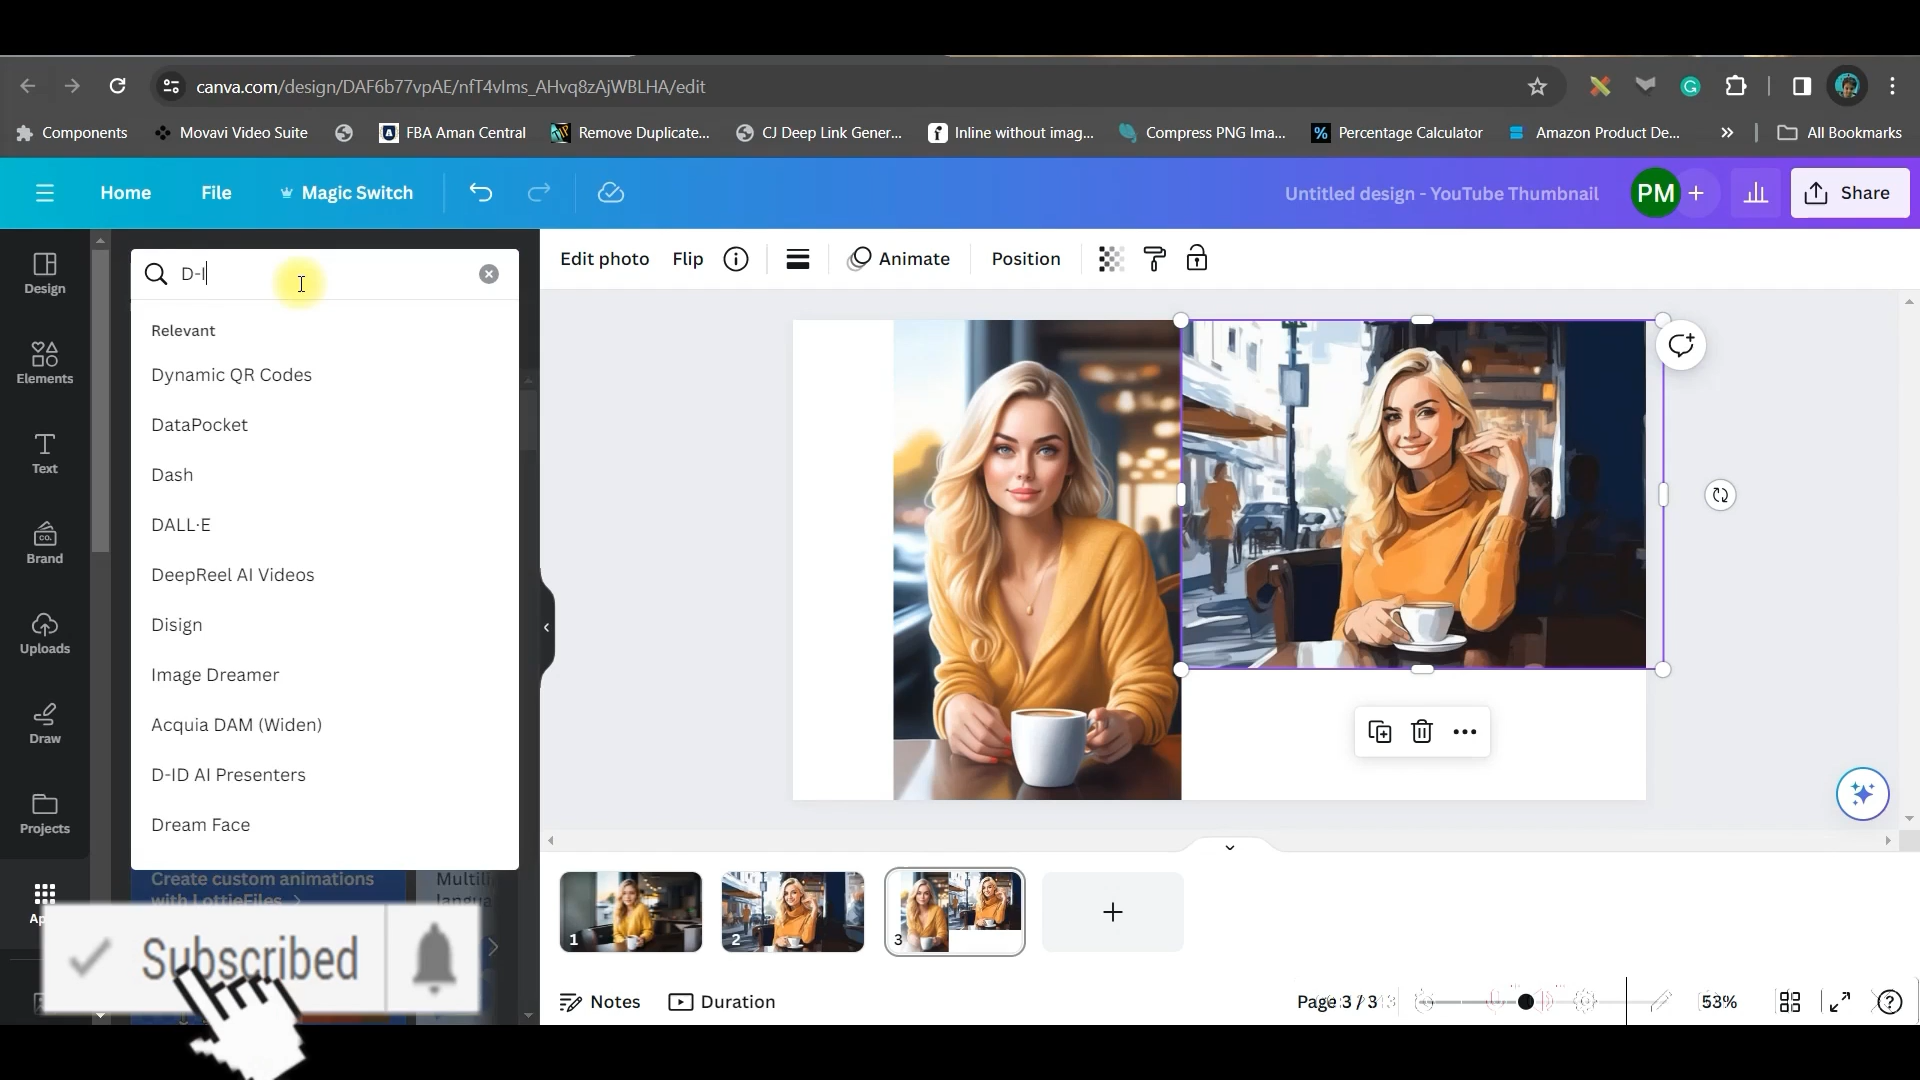 canva.com/design/DAF6b77vpAE/nfT4vIms_AHvq8zAjWBLHA/edit
Components
Movavi Video Suite
FBA Aman Central
Remove Duplicate...
CJ Deep Link Gener...
Inline without imag...
Compress PNG Ima...
Percentage Calculator
Amazon Product De...
All Bookmarks
Home
File
Magic Switch
Untitled design - YouTube Thumbnail
PM
Share
Design
Elements
Text
Brand
Uploads
Draw
Projects
D-I
Relevant
Dynamic QR Codes
DataPocket
Dash
DALL·E
DeepReel AI Videos
Disign
Image Dreamer
Acquia DAM (Widen)
D-ID AI Presenters
Dream Face
Create custom animations
with LottieFiles
Subscribed
Edit photo
Flip
Animate
Position
1
2
3
Notes
Duration
Page 3 / 3
53%